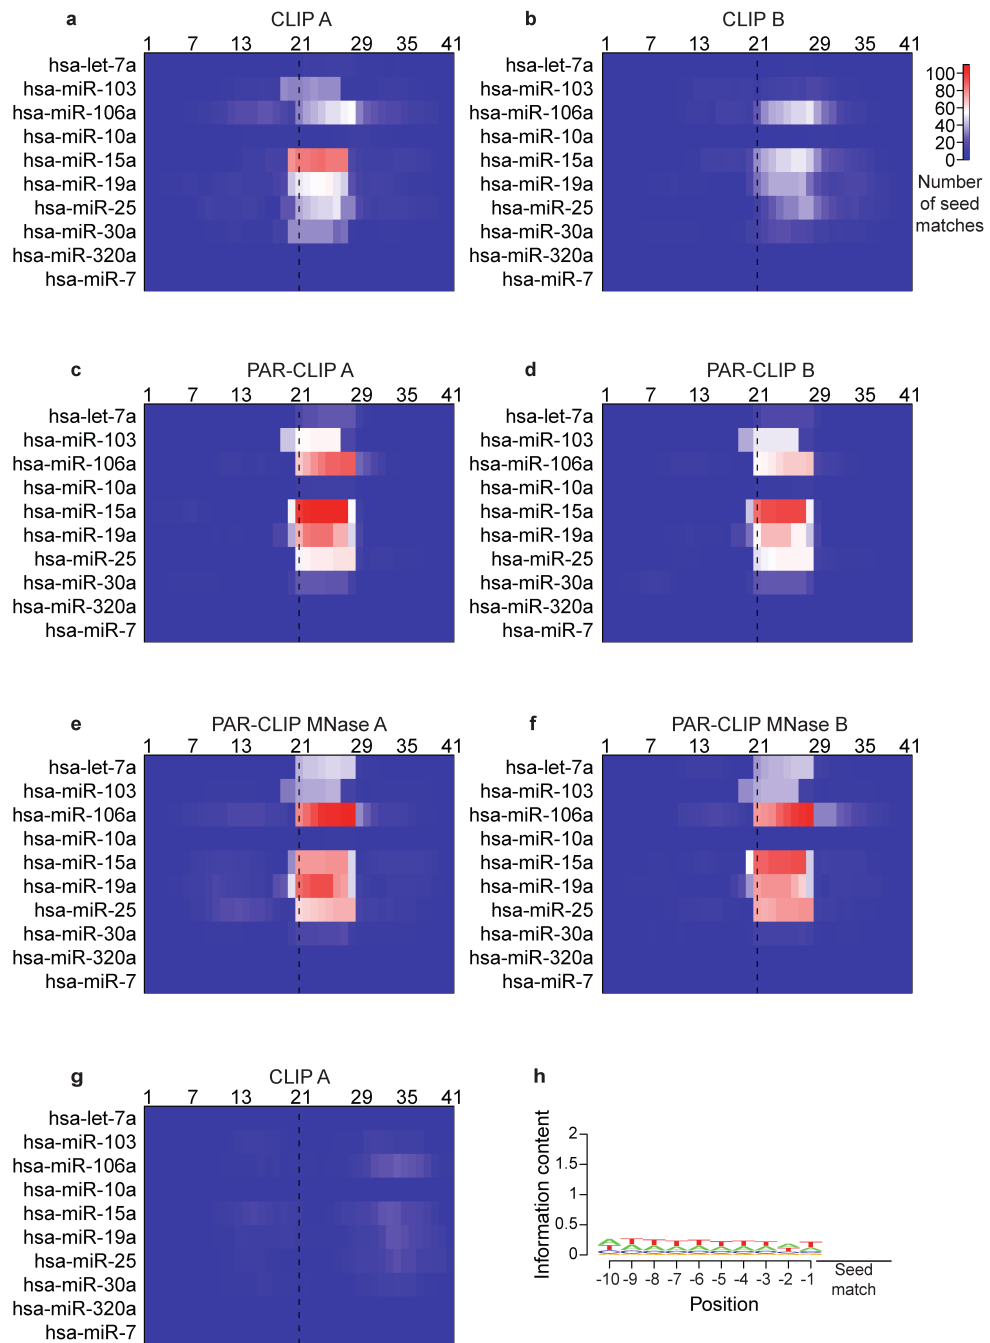 a CLIP A
1 7 13 21 29 35 41
hsa-let-7a
hsa-miR-103
hsa-miR-106a
hsa-miR-10a
hsa-miR-15a
hsa-miR-19a
hsa-miR-25
hsa-miR-30a
hsa-miR-320a
hsa-miR-7
b CLIP B
1 7 13 21 29 35 41
hsa-let-7a
hsa-miR-103
hsa-miR-106a
hsa-miR-10a
hsa-miR-15a
hsa-miR-19a
hsa-miR-25
hsa-miR-30a
hsa-miR-320a
hsa-miR-7
100
80
60
40
20
0
Number
of seed
matches
c PAR-CLIP A
1 7 13 21 29 35 41
hsa-let-7a
hsa-miR-103
hsa-miR-106a
hsa-miR-10a
hsa-miR-15a
hsa-miR-19a
hsa-miR-25
hsa-miR-30a
hsa-miR-320a
hsa-miR-7
d PAR-CLIP B
1 7 13 21 29 35 41
hsa-let-7a
hsa-miR-103
hsa-miR-106a
hsa-miR-10a
hsa-miR-15a
hsa-miR-19a
hsa-miR-25
hsa-miR-30a
hsa-miR-320a
hsa-miR-7
e PAR-CLIP MNase A
1 7 13 21 29 35 41
hsa-let-7a
hsa-miR-103
hsa-miR-106a
hsa-miR-10a
hsa-miR-15a
hsa-miR-19a
hsa-miR-25
hsa-miR-30a
hsa-miR-320a
hsa-miR-7
f PAR-CLIP MNase B
1 7 13 21 29 35 41
hsa-let-7a
hsa-miR-103
hsa-miR-106a
hsa-miR-10a
hsa-miR-15a
hsa-miR-19a
hsa-miR-25
hsa-miR-30a
hsa-miR-320a
hsa-miR-7
g CLIP A
1 7 13 21 29 35 41
hsa-let-7a
hsa-miR-103
hsa-miR-106a
hsa-miR-10a
hsa-miR-15a
hsa-miR-19a
hsa-miR-25
hsa-miR-30a
hsa-miR-320a
hsa-miR-7
h
Information content
2
1.5
1
0.5
0
-10 -9 -8 -7 -6 -5 -4 -3 -2 -1
Seed
match
Position